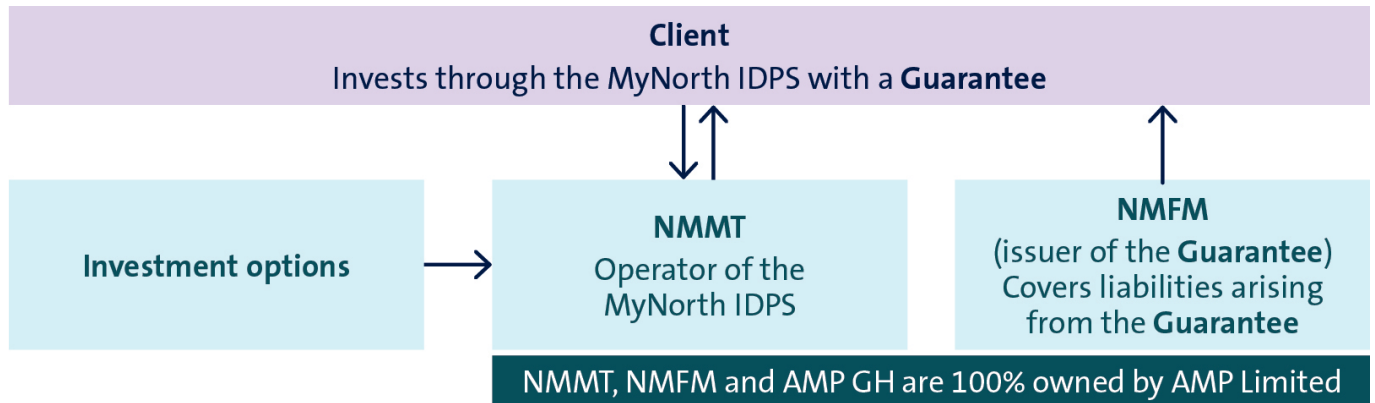 Client
Invests through the MyNorth IDPS with a Guarantee
Investment options
NMMT
Operator of the
MyNorth IDPS
NMFM
(issuer of the Guarantee)
Covers liabilities arising
from the Guarantee
NMMT, NMFM and AMP GH are 100% owned by AMP Limited